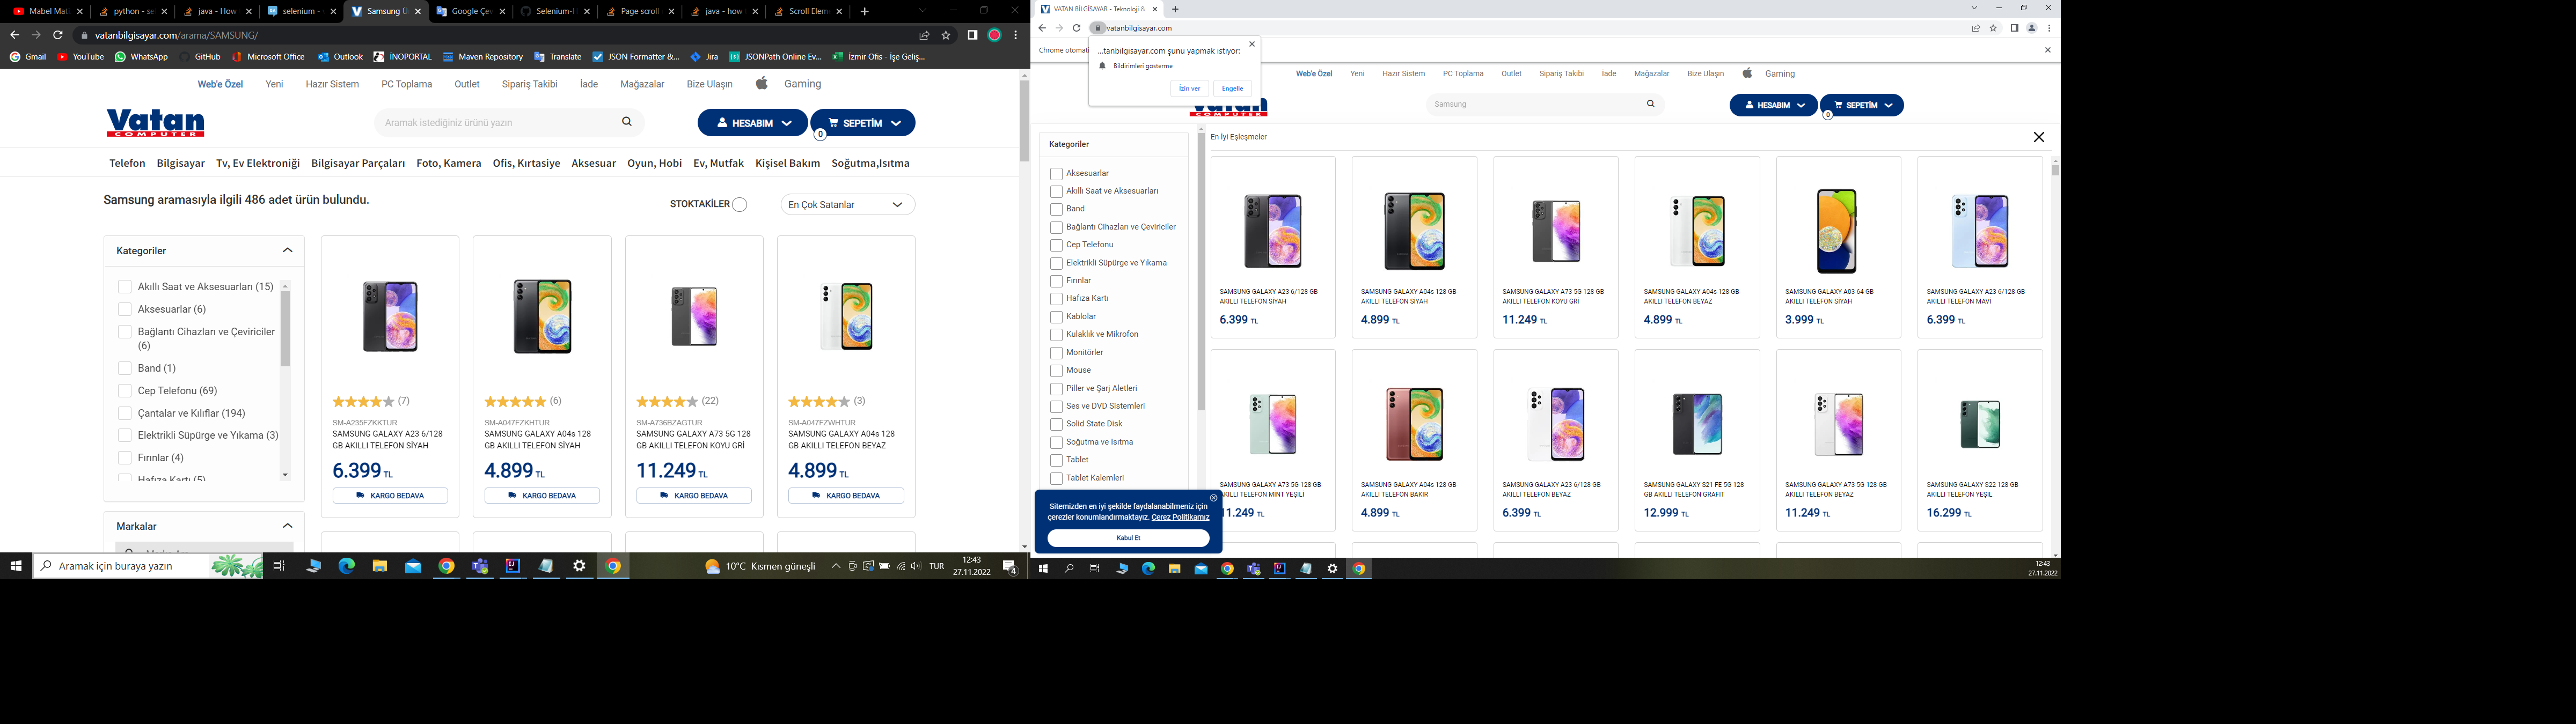 Mabel Mat
python - se
java - How
selenium -
Samsung Ü
Google Çev
Selenium-H
Page scroll
java - how
Scroll Elem
vatanbilgisayar.com/arama/SAMSUNG/
Gmail
YouTube
WhatsApp
GitHub
Microsoft Office
Outlook
İNOPORTAL
Maven Repository
Translate
JSON Formatter &...
Jira
JSONPath Online Ev...
İzmir Ofis - İşe Geliş...
Web'e Özel
Yeni
Hazır Sistem
PC Toplama
Outlet
Sipariş Takibi
İade
Mağazalar
Bize Ulaşın
Gaming
Vatan
COMPUTER
Aramak istediğiniz ürünü yazın
HESABIM
SEPETİM
0
Telefon
Bilgisayar
Tv, Ev Elektroniği
Bilgisayar Parçaları
Foto, Kamera
Ofis, Kırtasiye
Aksesuar
Oyun, Hobi
Ev, Mutfak
Kişisel Bakım
Soğutma,Isıtma
Samsung aramasıyla ilgili 486 adet ürün bulundu.
STOKTAKİLER
En Çok Satanlar
Kategoriler
Akıllı Saat ve Aksesuarları (15)
Aksesuarlar (6)
Bağlantı Cihazları ve Çeviriciler
(6)
Band (1)
Cep Telefonu (69)
Çantalar ve Kılıflar (194)
Elektrikli Süpürge ve Yıkama (3)
Fırınlar (4)
Hafıza Kartı (5)
Markalar
Marka Ara
(7)
SM-A235FZKKTUR
SAMSUNG GALAXY A23 6/128
GB AKILLI TELEFON SİYAH
6.399 TL
KARGO BEDAVA
(6)
SM-A047FZKHTUR
SAMSUNG GALAXY A04s 128
GB AKILLI TELEFON SİYAH
4.899 TL
KARGO BEDAVA
(22)
SM-A736BZAGTUR
SAMSUNG GALAXY A73 5G 128
GB AKILLI TELEFON KOYU GRİ
11.249 TL
KARGO BEDAVA
(3)
SM-A047FZWHTUR
SAMSUNG GALAXY A04s 128
GB AKILLI TELEFON BEYAZ
4.899 TL
KARGO BEDAVA
Aramak için buraya yazın
10°C Kısmen güneşli
TUR
12:43
27.11.2022
4
VATAN BİLGİSAYAR - Teknoloji &
vatanbilgisayar.com
Chrome otomati
...tanbilgisayar.com şunu yapmak istiyor:
Bildirimleri gösterme
İzin ver
Engelle
Web'e Özel
Yeni
Hazır Sistem
PC Toplama
Outlet
Sipariş Takibi
İade
Mağazalar
Bize Ulaşın
Gaming
COMPUTER
Samsung
HESABIM
SEPETİM
0
Kategoriler
Aksesuarlar
Akıllı Saat ve Aksesuarları
Band
Bağlantı Cihazları ve Çeviriciler
Cep Telefonu
Elektrikli Süpürge ve Yıkama
Fırınlar
Hafıza Kartı
Kablolar
Kulaklık ve Mikrofon
Monitörler
Mouse
Piller ve Şarj Aletleri
Ses ve DVD Sistemleri
Solid State Disk
Soğutma ve Isıtma
Tablet
Tablet Kalemleri
En İyi Eşleşmeler
SAMSUNG GALAXY A23 6/128 GB
AKILLI TELEFON SİYAH
6.399 TL
SAMSUNG GALAXY A04s 128 GB
AKILLI TELEFON SİYAH
4.899 TL
SAMSUNG GALAXY A73 5G 128 GB
AKILLI TELEFON KOYU GRİ
11.249 TL
SAMSUNG GALAXY A04s 128 GB
AKILLI TELEFON BEYAZ
4.899 TL
SAMSUNG GALAXY A03 64 GB
AKILLI TELEFON SİYAH
3.999 TL
SAMSUNG GALAXY A23 6/128 GB
AKILLI TELEFON MAVİ
6.399 TL
SAMSUNG GALAXY A73 5G 128 GB
AKILLI TELEFON MİNT YEŞİLİ
11.249 TL
SAMSUNG GALAXY A04s 128 GB
AKILLI TELEFON BAKIR
4.899 TL
SAMSUNG GALAXY A23 6/128 GB
AKILLI TELEFON BEYAZ
6.399 TL
SAMSUNG GALAXY S21 FE 5G 128
GB AKILLI TELEFON GRAFIT
12.999 TL
SAMSUNG GALAXY A73 5G 128 GB
AKILLI TELEFON BEYAZ
11.249 TL
SAMSUNG GALAXY S22 128 GB
AKILLI TELEFON YEŞİL
16.299 TL
Sitemizden en iyi şekilde faydalanabilmeniz için
çerezler konumlandırmaktayız. Çerez Politikamız
Kabul Et
12:43
27.11.2022